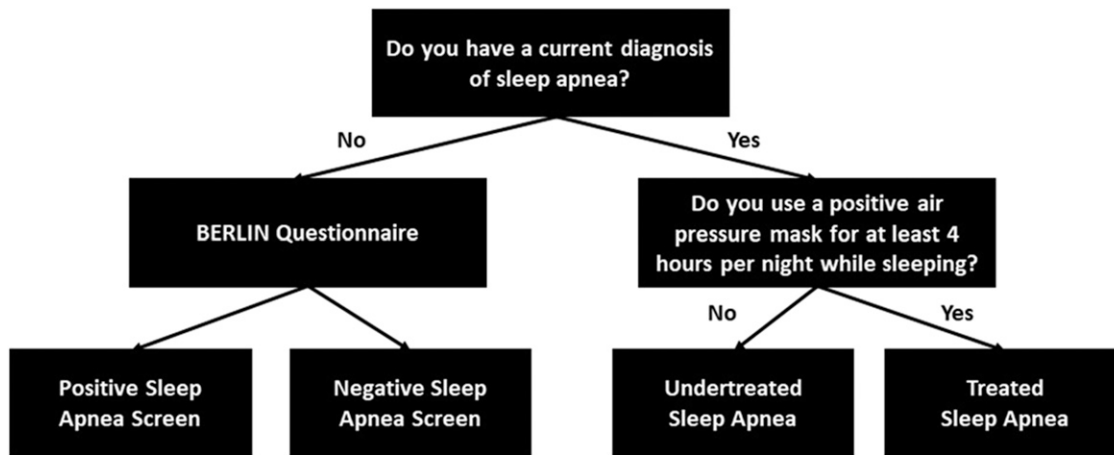 Do you have a current diagnosis
of sleep apnea?
No
Yes
BERLIN Questionnaire
Do you use a positive air
pressure mask for at least 4
hours per night while sleeping?
No
Yes
Positive Sleep
Apnea Screen
Negative Sleep
Apnea Screen
Undertreated
Sleep Apnea
Treated
Sleep Apnea